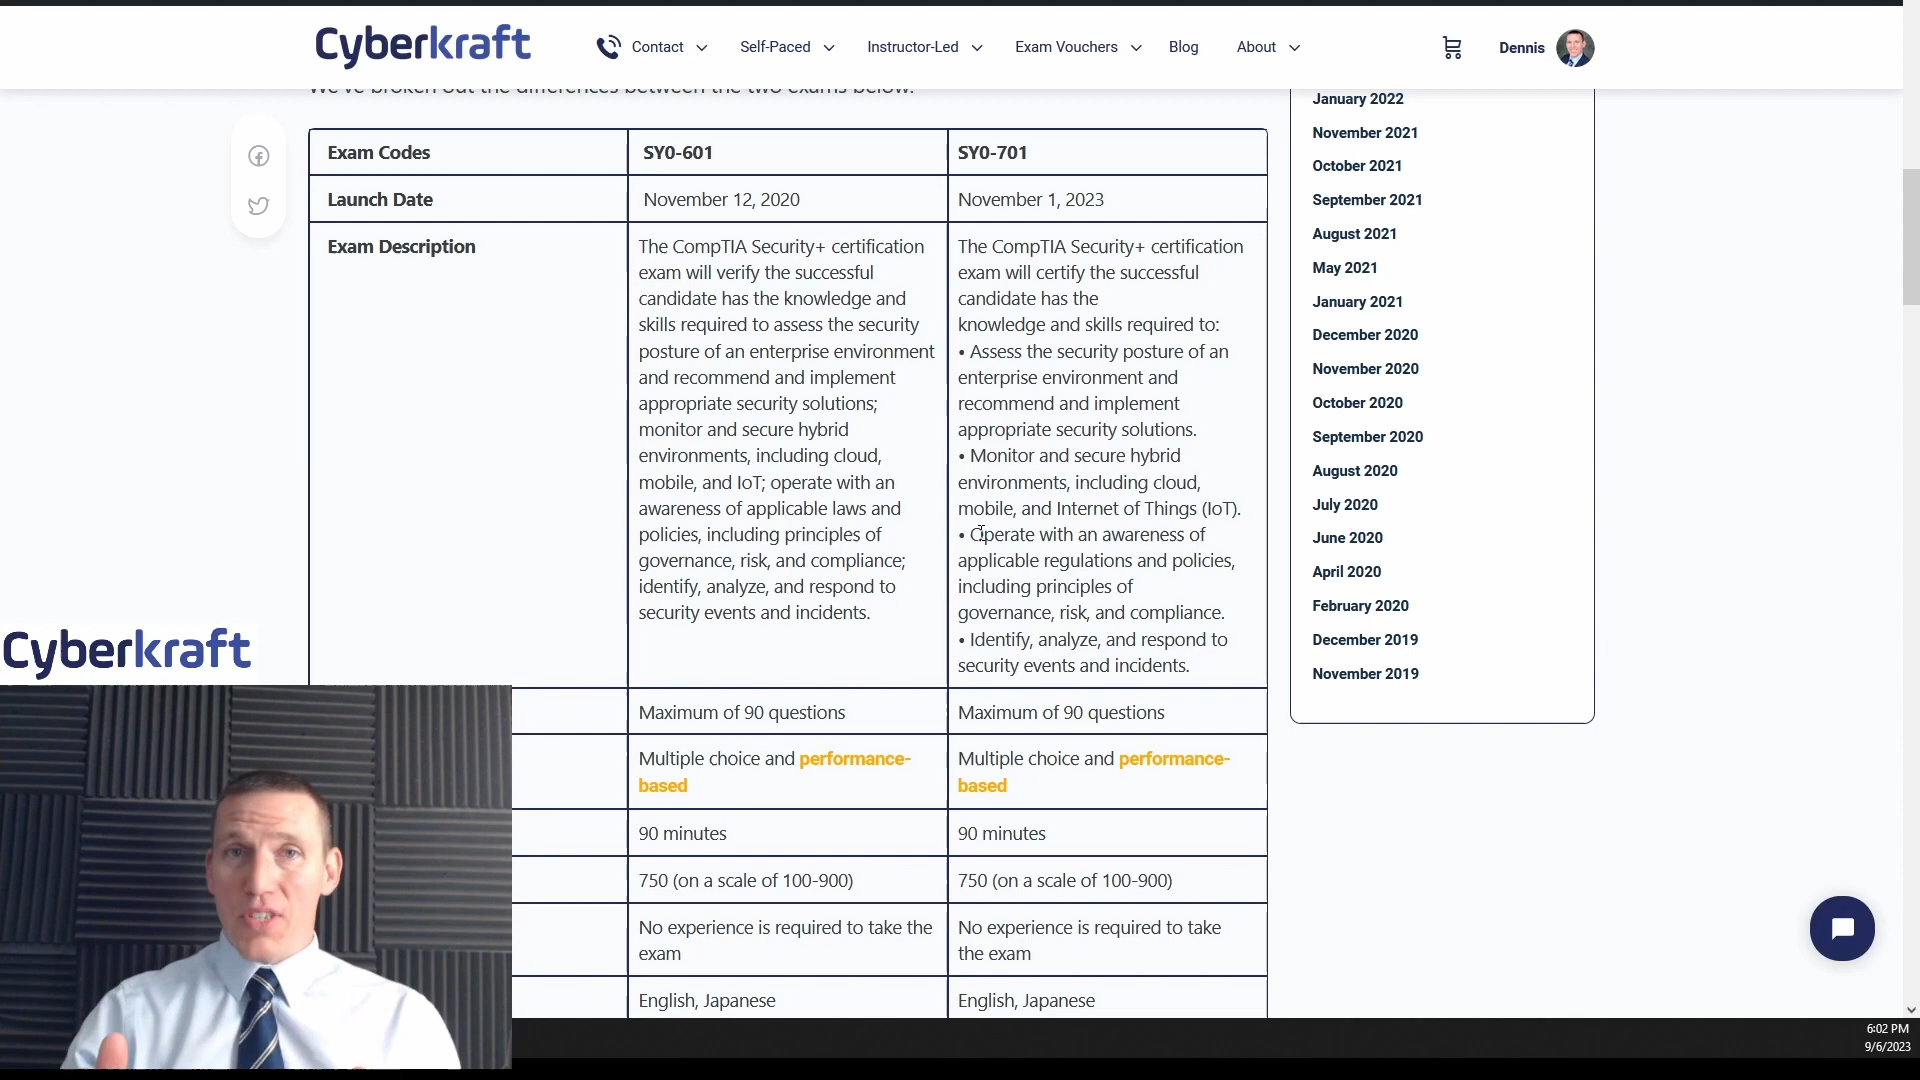 Cyberkraft
Contact
Self-Paced
Instructor-Led
Exam Vouchers
Blog
About
Dennis
We've broken out the differences between the two exams below.
Exam Codes
SY0-601
SY0-701
Launch Date
November 12, 2020
November 1, 2023
Exam Description
The CompTIA Security+ certification
exam will verify the successful
candidate has the knowledge and
skills required to assess the security
posture of an enterprise environment
and recommend and implement
appropriate security solutions;
monitor and secure hybrid
environments, including cloud,
mobile, and IoT; operate with an
awareness of applicable laws and
policies, including principles of
governance, risk, and compliance;
identify, analyze, and respond to
security events and incidents.
The CompTIA Security+ certification
exam will certify the successful
candidate has the
knowledge and skills required to:
• Assess the security posture of an
enterprise environment and
recommend and implement
appropriate security solutions.
• Monitor and secure hybrid
environments, including cloud,
mobile, and Internet of Things (IoT).
• Operate with an awareness of
applicable regulations and policies,
including principles of
governance, risk, and compliance.
• Identify, analyze, and respond to
security events and incidents.
Maximum of 90 questions
Maximum of 90 questions
Multiple choice and performance-
based
Multiple choice and performance-
based
90 minutes
90 minutes
750 (on a scale of 100-900)
750 (on a scale of 100-900)
No experience is required to take the
exam
No experience is required to take
the exam
English, Japanese
English, Japanese
January 2022
November 2021
October 2021
September 2021
August 2021
May 2021
January 2021
December 2020
November 2020
October 2020
September 2020
August 2020
July 2020
June 2020
April 2020
February 2020
December 2019
November 2019
Cyberkraft
6:02 PM
9/6/2023